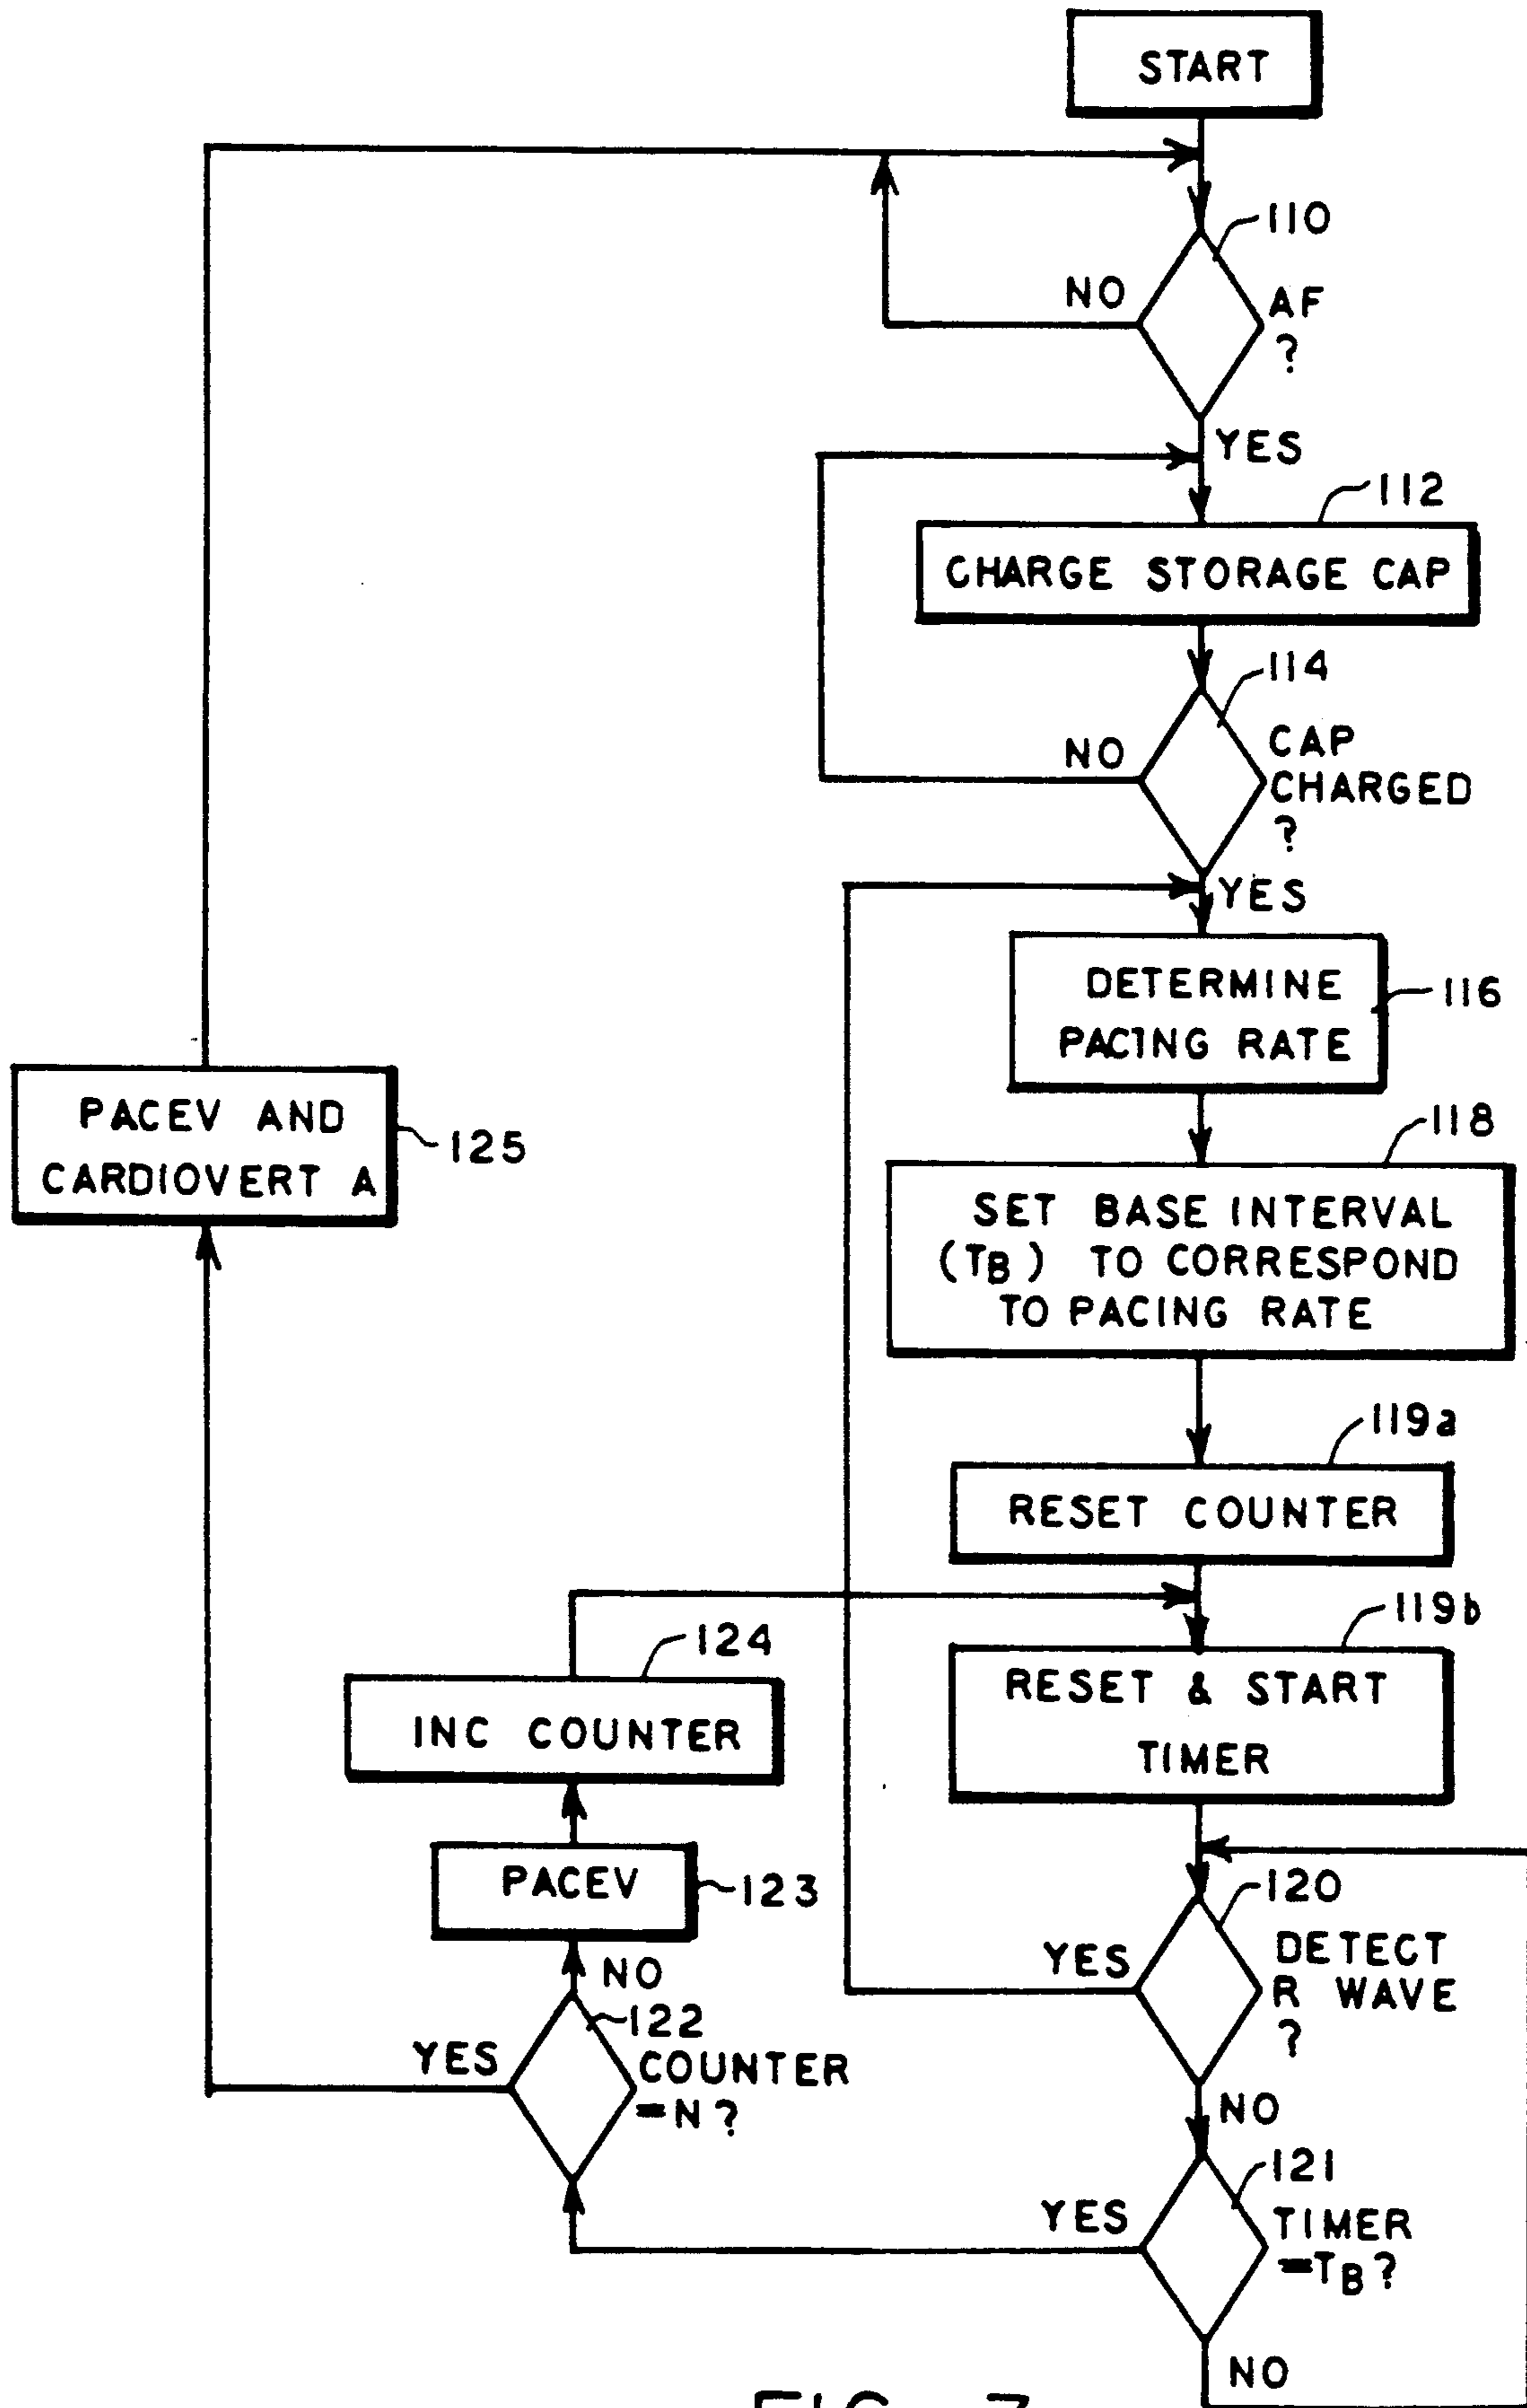 START
110
NO
AF
?
YES
112
CHARGE STORAGE CAP
114
NO
CAP
CHARGED
?
YES
DETERMINE
PACING RATE
116
PACEV AND
CARDIOVERT A
125
118
SET BASE INTERVAL
(TB) TO CORRESPOND
TO PACING RATE
119a
RESET COUNTER
119b
RESET & START
TIMER
124
INC COUNTER
PACEV
123
NO
122
YES
COUNTER
=N?
120
YES
DETECT
R WAVE
?
NO
121
YES
TIMER
=TB?
NO